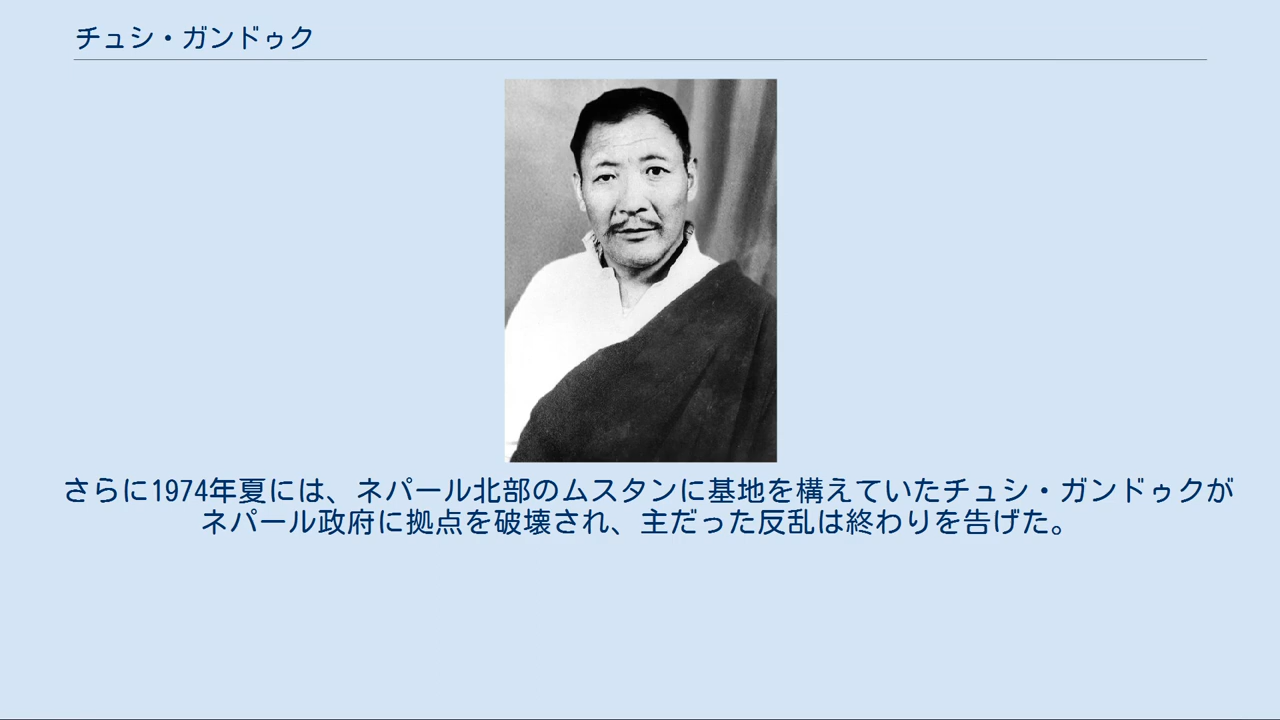 チュシ・ガンドゥク
さらに1974年夏には、ネパール北部のムスタンに基地を構えていたチュシ・ガンドゥクが
ネパール政府に拠点を破壊され、主だった反乱は終わりを告げた。